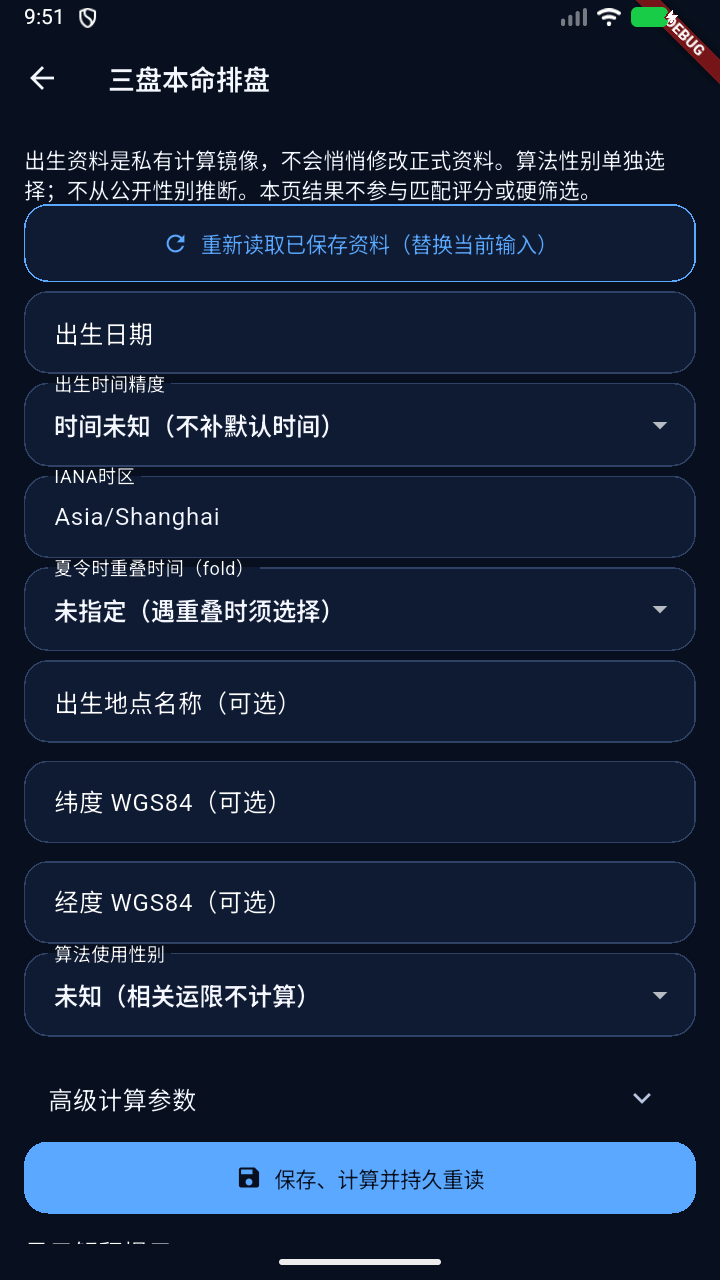 9:51
DEBUG
三盘本命排盘
出生资料是私有计算镜像，不会悄悄修改正式资料。算法性别单独选
择；不从公开性别推断。本页结果不参与匹配评分或硬筛选。
重新读取已保存资料（替换当前输入）
出生日期
出生时间精度
时间未知（不补默认时间）
IANA时区
Asia/Shanghai
夏令时重叠时间（fold）
未指定（遇重叠时须选择）
出生地点名称（可选）
纬度 WGS84（可选）
经度 WGS84（可选）
算法使用性别
未知（相关运限不计算）
高级计算参数
保存、计算并持久重读